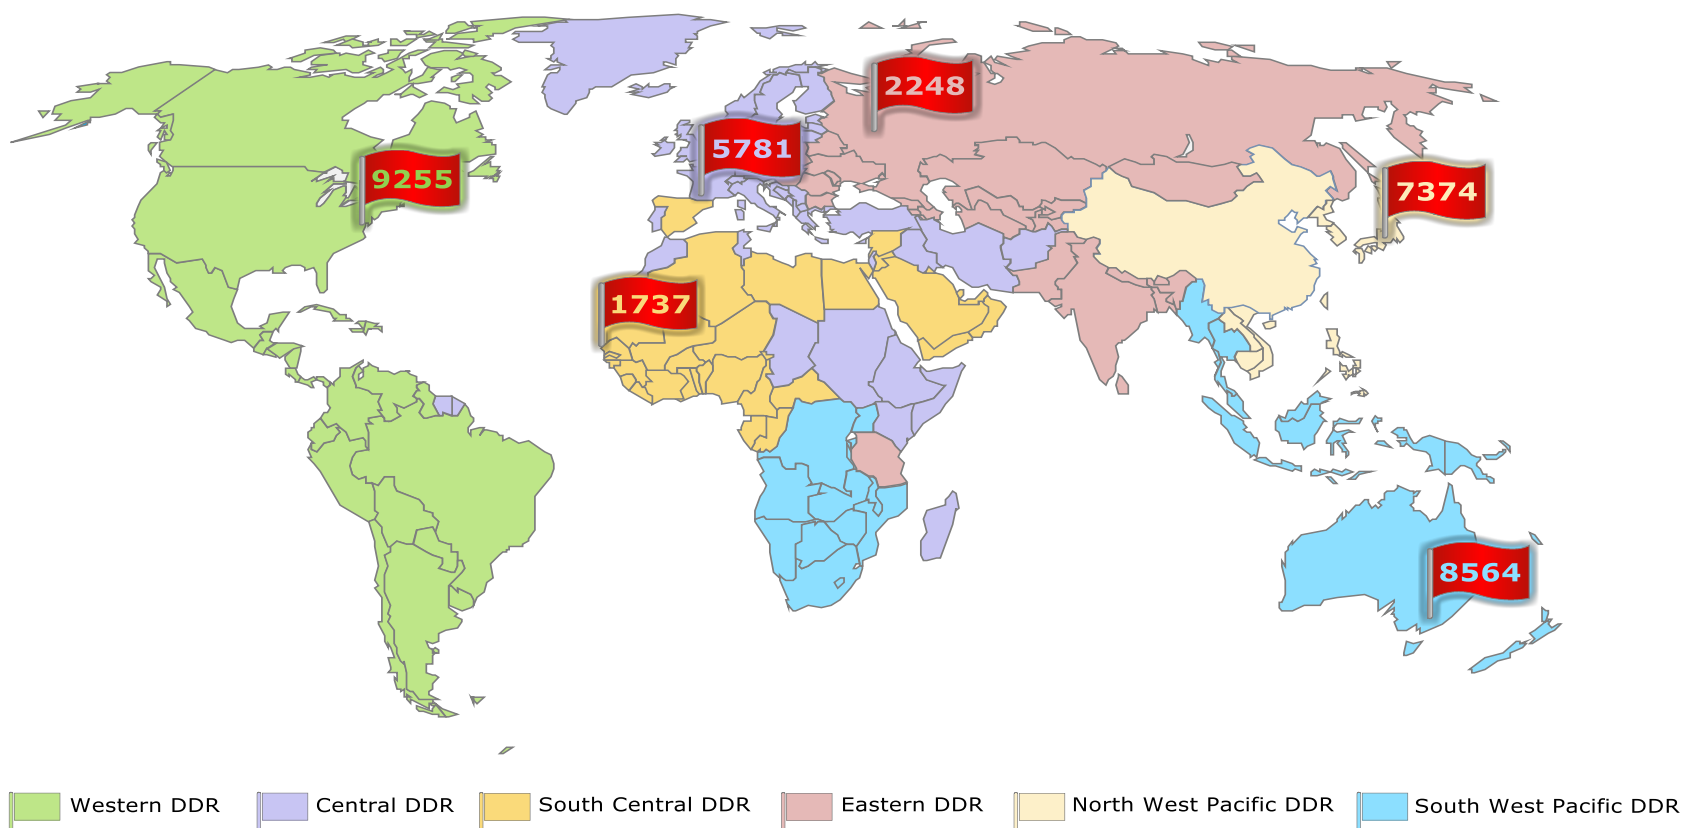 2248
5781
9255
7374
1737
8564
Western DDR
Central DDR
South Central DDR
Eastern DDR
North West Pacific DDR
South West Pacific DDR